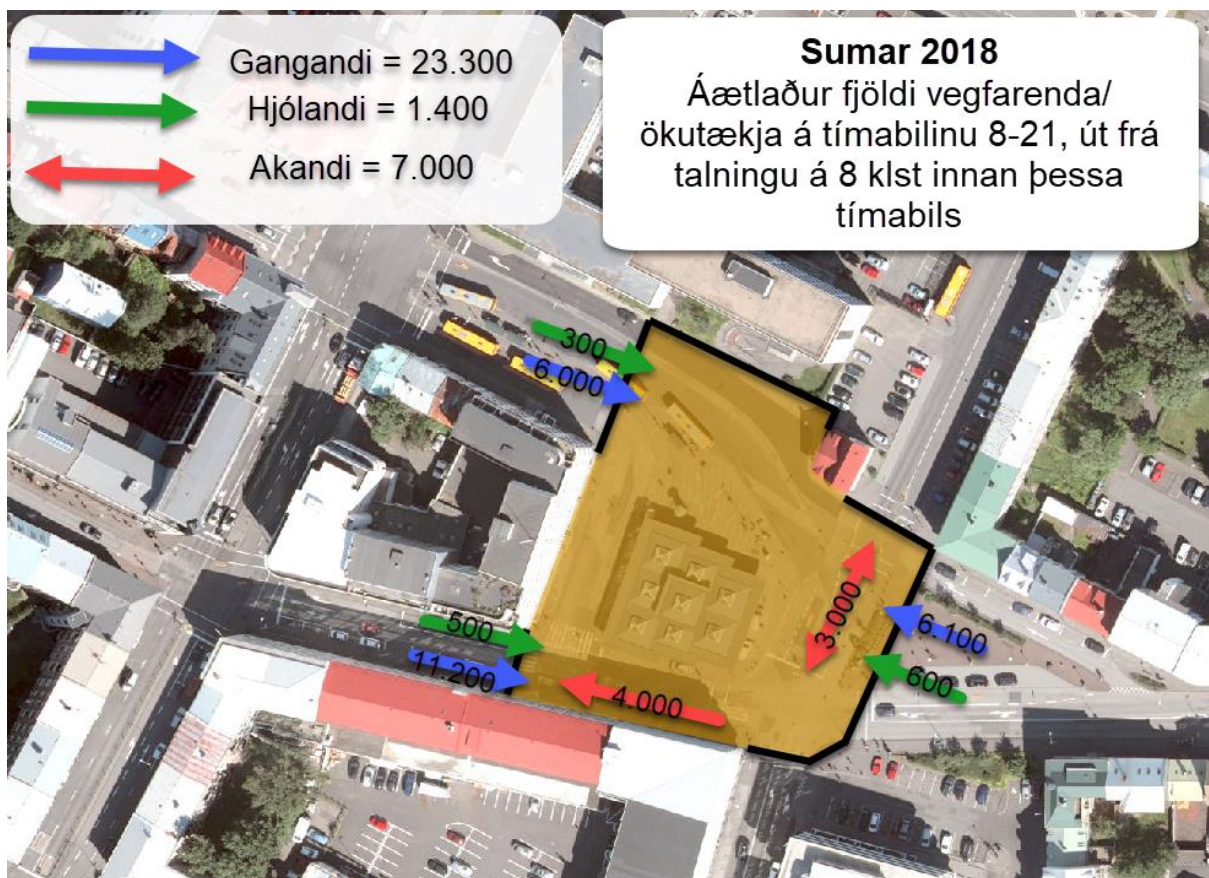 Gangandi = 23.300
Hjólandi = 1.400
Akandi = 7.000
Sumar 2018
Áætlaður fjöldi vegfarenda/
ökutækja á tímabilinu 8-21, út frá
talningu á 8 klst innan þessa
tímabils
300
6.000
500
11.200
4.000
3.000
6.100
600